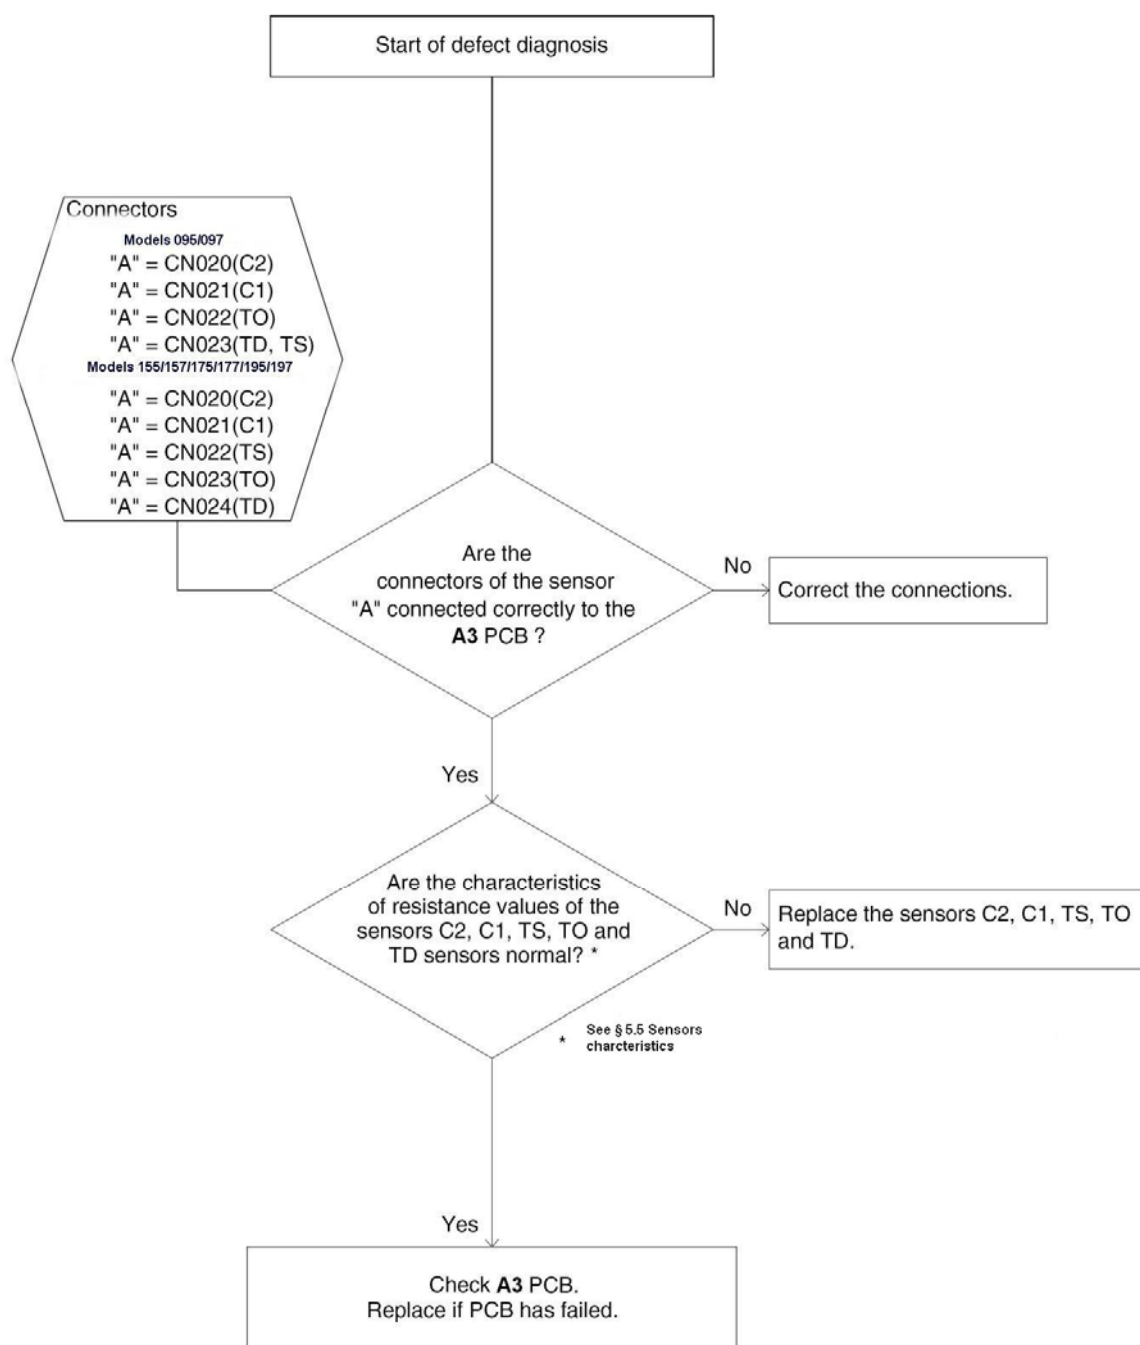 Start of defect diagnosis
Connectors
Models 095/097
"A" = CN020(C2)
"A" = CN021(C1)
"A" = CN022(TO)
"A" = CN023(TD, TS)
Models 155/157/175/177/195/197
"A" = CN020(C2)
"A" = CN021(C1)
"A" = CN022(TS)
"A" = CN023(TO)
"A" = CN024(TD)
Are the
connectors of the sensor
"A" connected correctly to the
A3 PCB ?
No
Correct the connections.
Yes
Are the characteristics
of resistance values of the
sensors C2, C1, TS, TO and
TD sensors normal? *
No
Replace the sensors C2, C1, TS, TO
and TD.
* See § 5.5 Sensors
charcteristics
Yes
Check A3 PCB.
Replace if PCB has failed.